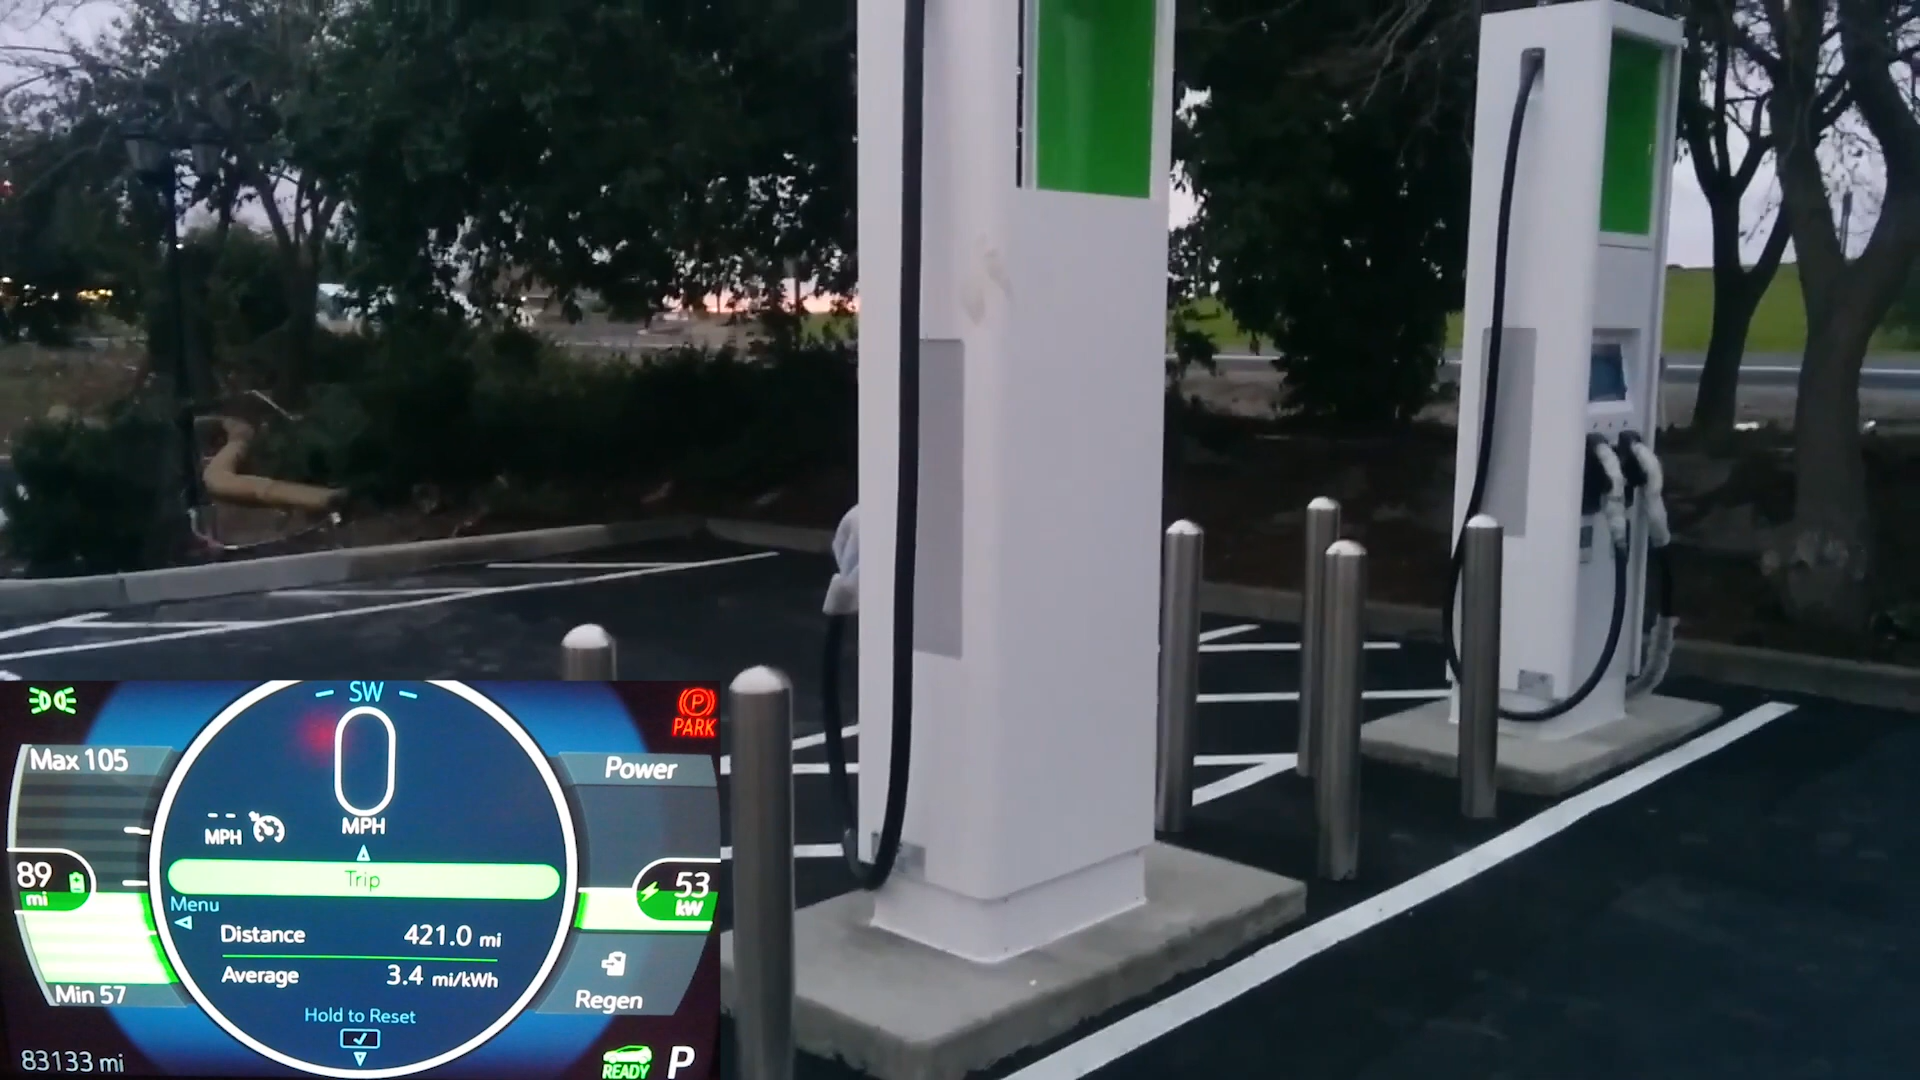 SW
PARK
Max 105
Power
0
MPH
-- MPH
89 mi
53 kW
Trip
Menu
Distance 421.0 mi
Average 3.4 mi/kWh
Min 57
Regen
Hold to Reset
83133 mi
READY P